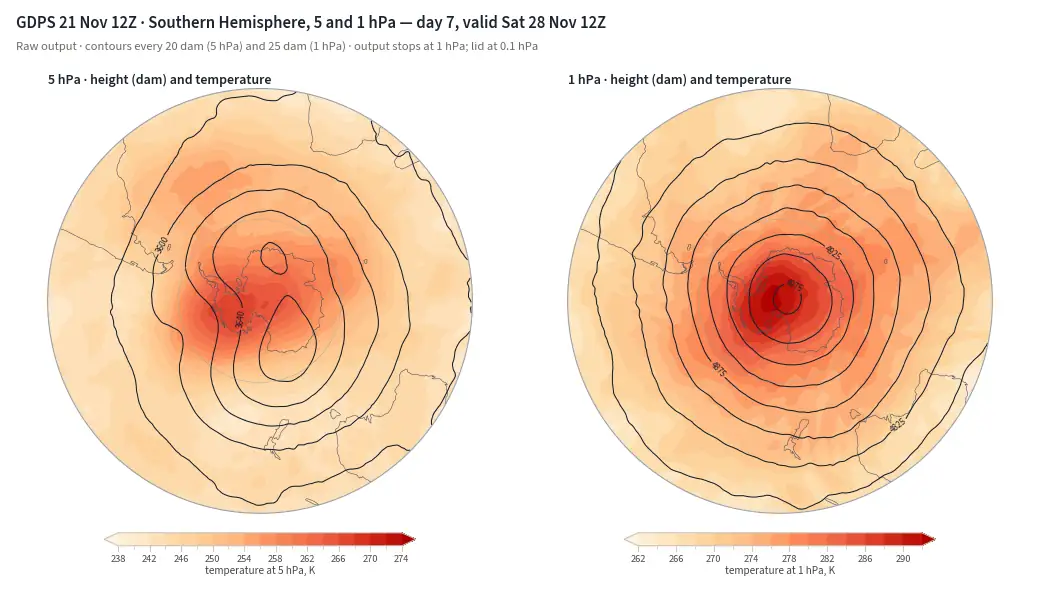 GDPS 21 Nov 12Z · Southern Hemisphere, 5 and 1 hPa — day 7, valid Sat 28 Nov 12Z
Raw output · contours every 20 dam (5 hPa) and 25 dam (1 hPa) · output stops at 1 hPa; lid at 0.1 hPa
5 hPa · height (dam) and temperature
1 hPa · height (dam) and temperature
3600
3640
4925
4975
4875
4825
238 242 246 250 254 258 262 266 270 274
temperature at 5 hPa, K
262 266 270 274 278 282 286 290
temperature at 1 hPa, K